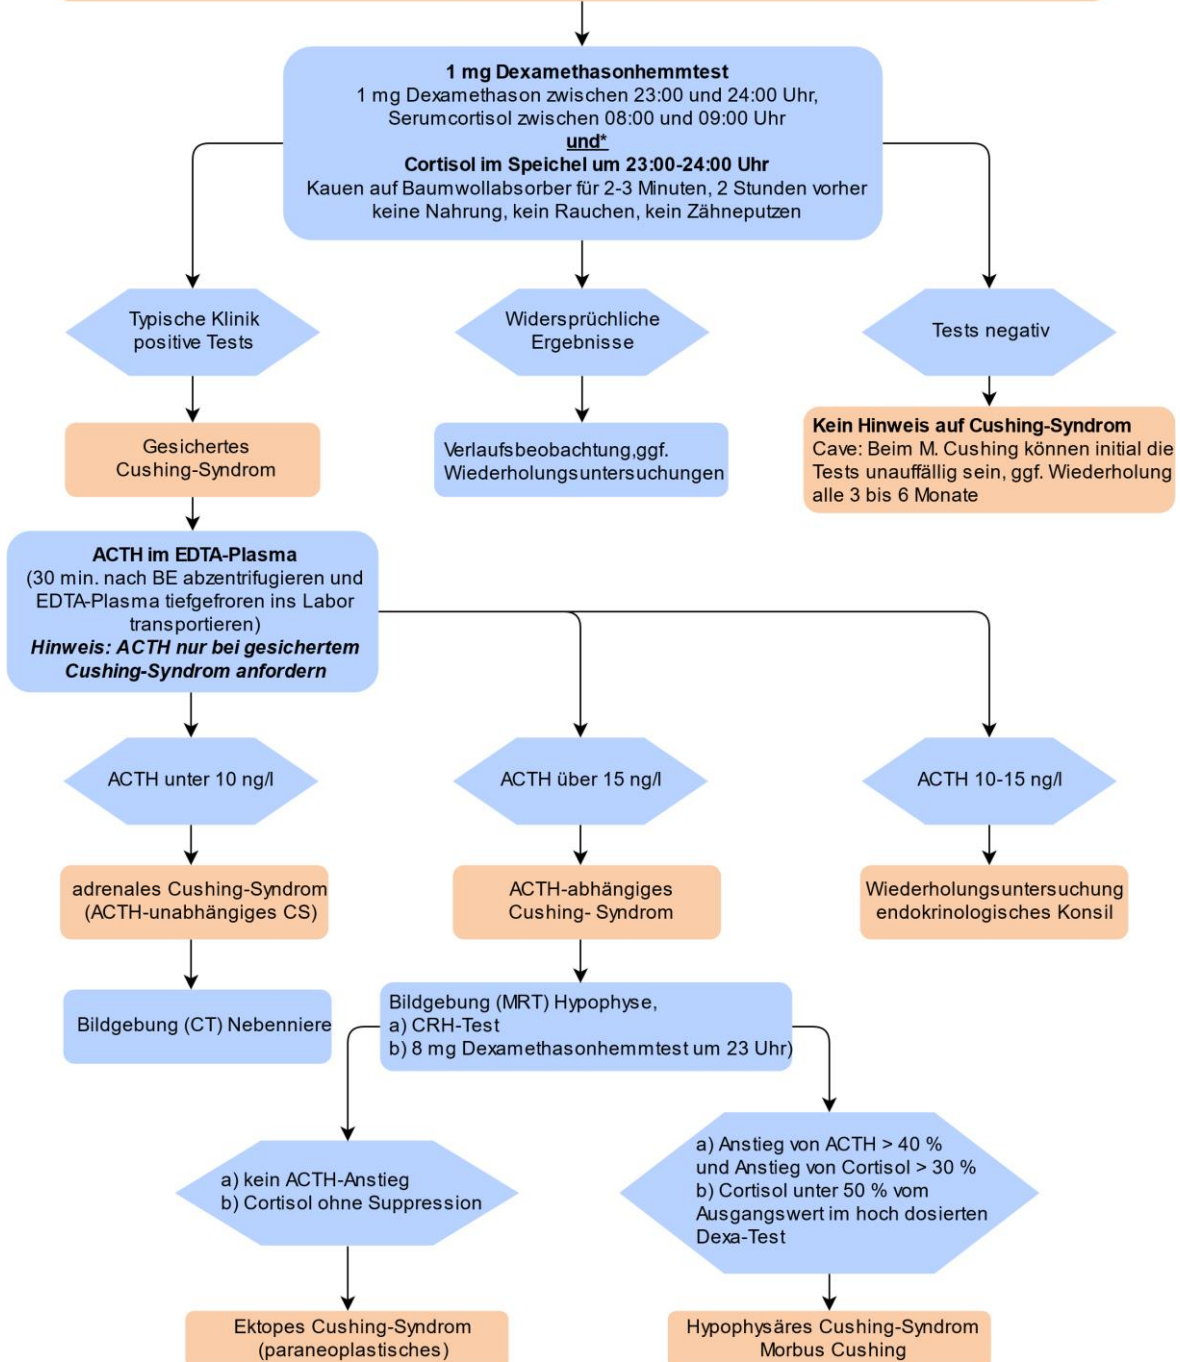 1 mg Dexamethasonhemmtest
1 mg Dexamethason zwischen 23:00 und 24:00 Uhr,
Serumcortisol zwischen 08:00 und 09:00 Uhr
und*
Cortisol im Speichel um 23:00-24:00 Uhr
Kauen auf Baumwollabsorber für 2-3 Minuten, 2 Stunden vorher
keine Nahrung, kein Rauchen, kein Zähneputzen
Typische Klinik
positive Tests
Widersprüchliche
Ergebnisse
Tests negativ
Gesichertes
Cushing-Syndrom
Verlaufsbeobachtung,ggf.
Wiederholungsuntersuchungen
Kein Hinweis auf Cushing-Syndrom
Cave: Beim M. Cushing können initial die
Tests unauffällig sein, ggf. Wiederholung
alle 3 bis 6 Monate
ACTH im EDTA-Plasma
(30 min. nach BE abzentrifugieren und
EDTA-Plasma tiefgefroren ins Labor
transportieren)
Hinweis: ACTH nur bei gesichertem
Cushing-Syndrom anfordern
ACTH unter 10 ng/l
ACTH über 15 ng/l
ACTH 10-15 ng/l
adrenales Cushing-Syndrom
(ACTH-unabhängiges CS)
ACTH-abhängiges
Cushing- Syndrom
Wiederholungsuntersuchung
endokrinologisches Konsil
Bildgebung (CT) Nebenniere
Bildgebung (MRT) Hypophyse,
a) CRH-Test
b) 8 mg Dexamethasonhemmtest um 23 Uhr)
a) kein ACTH-Anstieg
b) Cortisol ohne Suppression
a) Anstieg von ACTH > 40 %
und Anstieg von Cortisol > 30 %
b) Cortisol unter 50 % vom
Ausgangswert im hoch dosierten
Dexa-Test
Ektopes Cushing-Syndrom
(paraneoplastisches)
Hypophysäres Cushing-Syndrom
Morbus Cushing